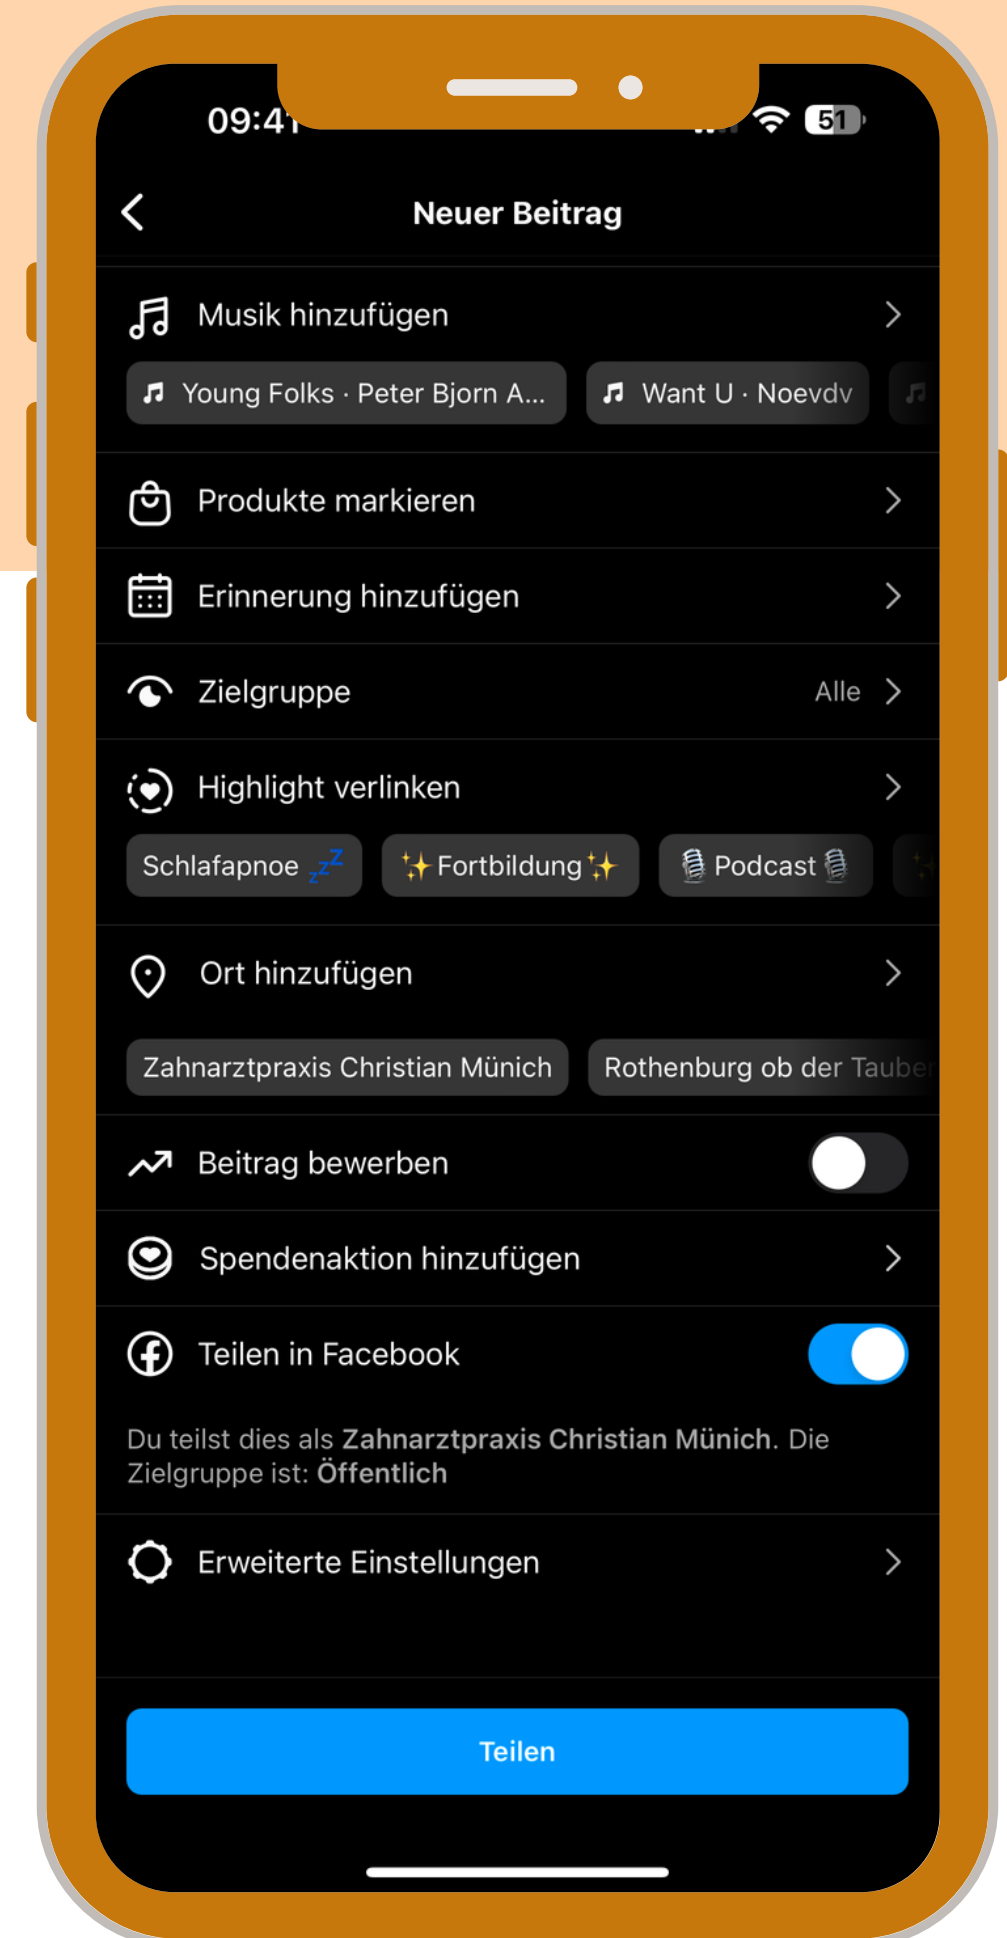 09:41
51
Neuer Beitrag
Musik hinzufügen
Young Folks · Peter Bjorn A...
Want U · Noevdv
Produkte markieren
Erinnerung hinzufügen
Zielgruppe
Alle
Highlight verlinken
Schlafapnoe 💤
✨Fortbildung✨
🎙️Podcast🎙️
Ort hinzufügen
Zahnarztpraxis Christian Münich
Rothenburg ob der Tauber
Beitrag bewerben
Spendenaktion hinzufügen
Teilen in Facebook
Du teilst dies als Zahnarztpraxis Christian Münich. Die
Zielgruppe ist: Öffentlich
Erweiterte Einstellungen
Teilen